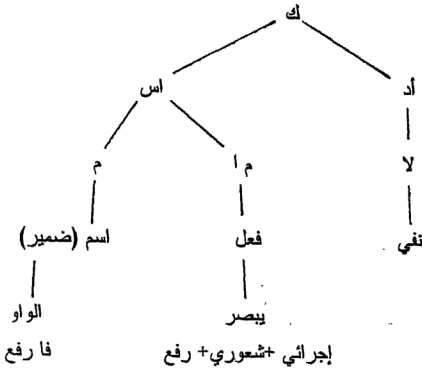 ك
أد اس
لا م ا م
نفي فعل اسم (ضمير)
يبصر الواو
إجرائي +شعوري+ رفع فا رفع